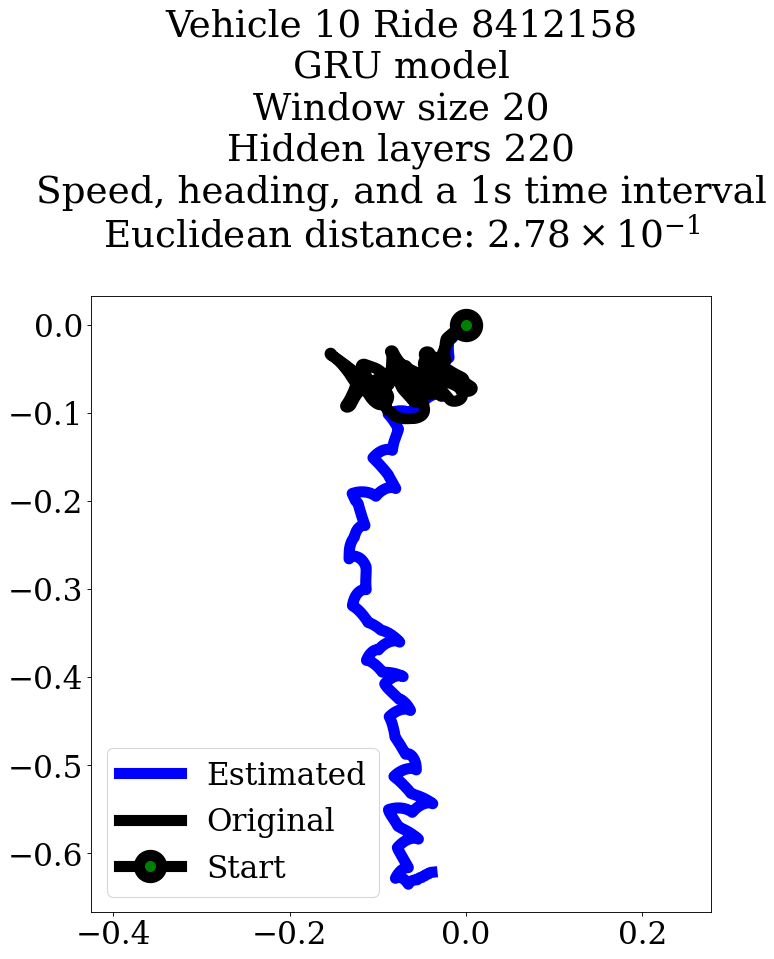 Vehicle 10 Ride 8412158
GRU model
Window size 20
Hidden layers 220
Speed, heading, and a 1s time interval
Euclidean distance: 2.78 × 10⁻¹
0.0
−0.1
−0.2
−0.3
−0.4
−0.5
−0.6
Estimated
Original
Start
−0.4
−0.2
0.0
0.2